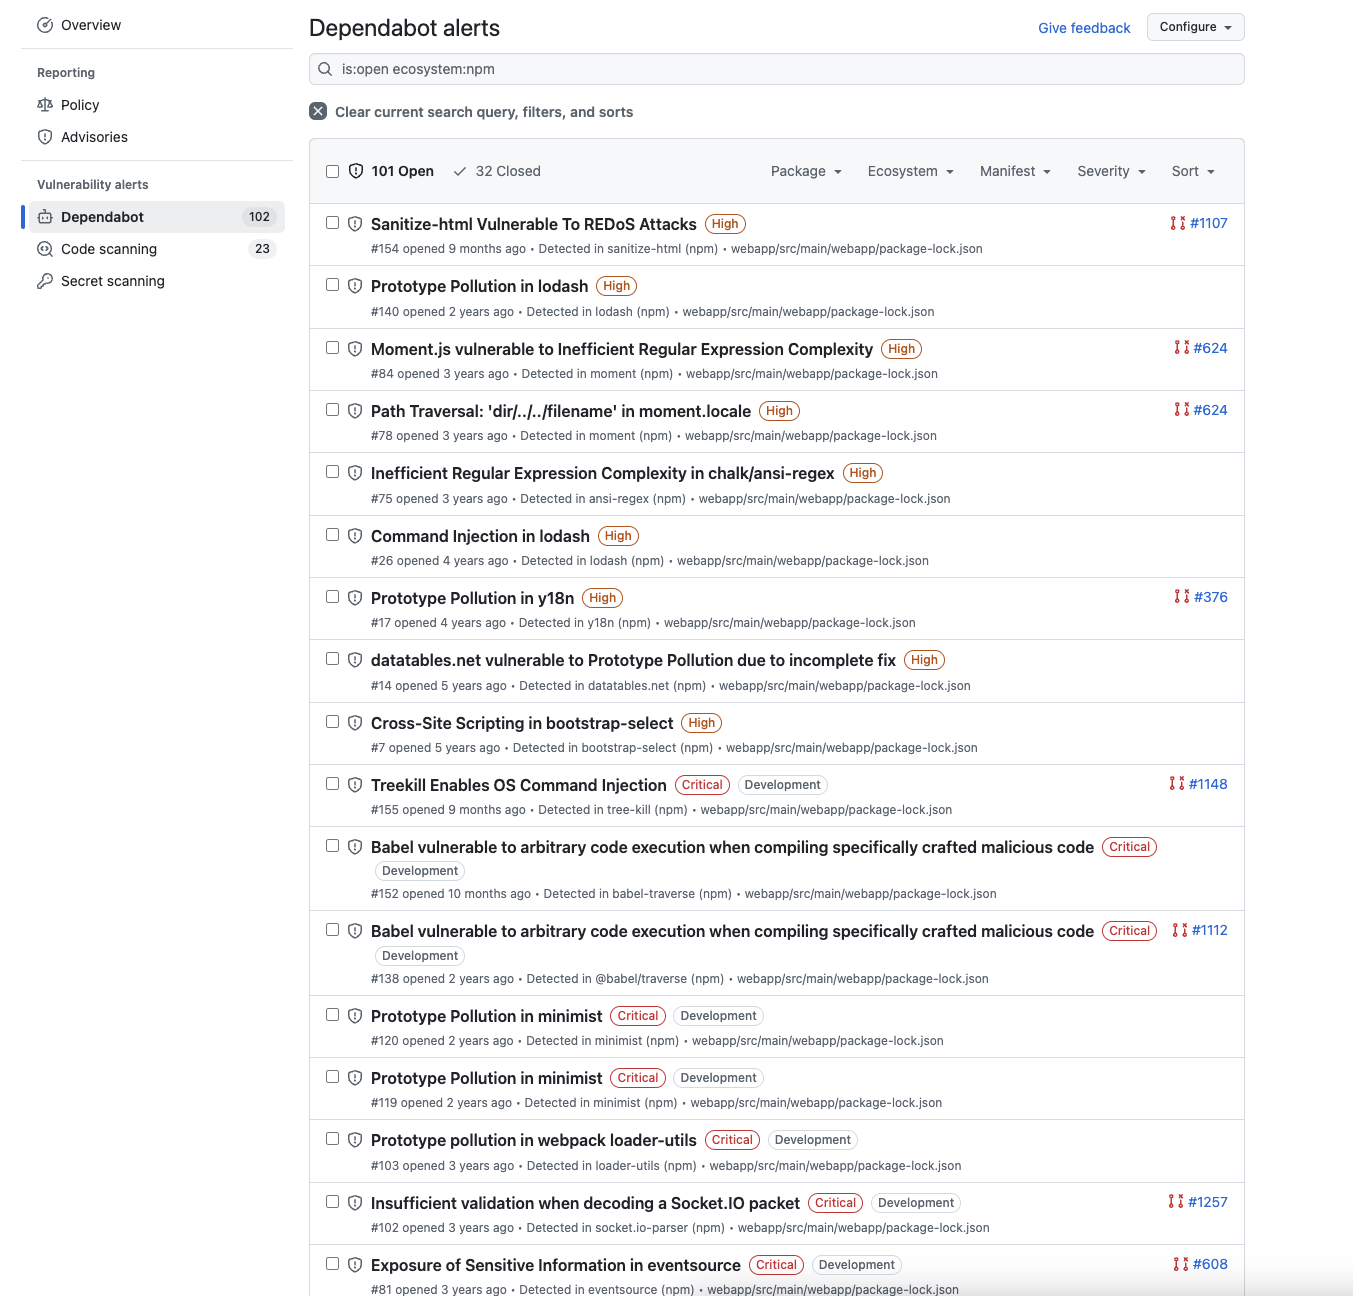 Overview
Reporting
Policy
Advisories
Vulnerability alerts
Dependabot 102
Code scanning 23
Secret scanning
Dependabot alerts
Give feedback
Configure
is:open ecosystem:npm
Clear current search query, filters, and sorts
101 Open 32 Closed Package Ecosystem Manifest Severity Sort
Sanitize-html Vulnerable To REDoS Attacks High #1107
#154 opened 9 months ago • Detected in sanitize-html (npm) • webapp/src/main/webapp/package-lock.json
Prototype Pollution in lodash High
#140 opened 2 years ago • Detected in lodash (npm) • webapp/src/main/webapp/package-lock.json
Moment.js vulnerable to Inefficient Regular Expression Complexity High #624
#84 opened 3 years ago • Detected in moment (npm) • webapp/src/main/webapp/package-lock.json
Path Traversal: 'dir/../../filename' in moment.locale High #624
#78 opened 3 years ago • Detected in moment (npm) • webapp/src/main/webapp/package-lock.json
Inefficient Regular Expression Complexity in chalk/ansi-regex High
#75 opened 3 years ago • Detected in ansi-regex (npm) • webapp/src/main/webapp/package-lock.json
Command Injection in lodash High
#26 opened 4 years ago • Detected in lodash (npm) • webapp/src/main/webapp/package-lock.json
Prototype Pollution in y18n High #376
#17 opened 4 years ago • Detected in y18n (npm) • webapp/src/main/webapp/package-lock.json
datatables.net vulnerable to Prototype Pollution due to incomplete fix High
#14 opened 5 years ago • Detected in datatables.net (npm) • webapp/src/main/webapp/package-lock.json
Cross-Site Scripting in bootstrap-select High
#7 opened 5 years ago • Detected in bootstrap-select (npm) • webapp/src/main/webapp/package-lock.json
Treekill Enables OS Command Injection Critical Development #1148
#155 opened 9 months ago • Detected in tree-kill (npm) • webapp/src/main/webapp/package-lock.json
Babel vulnerable to arbitrary code execution when compiling specifically crafted malicious code Critical
Development
#152 opened 10 months ago • Detected in babel-traverse (npm) • webapp/src/main/webapp/package-lock.json
Babel vulnerable to arbitrary code execution when compiling specifically crafted malicious code Critical #1112
Development
#138 opened 2 years ago • Detected in @babel/traverse (npm) • webapp/src/main/webapp/package-lock.json
Prototype Pollution in minimist Critical Development
#120 opened 2 years ago • Detected in minimist (npm) • webapp/src/main/webapp/package-lock.json
Prototype Pollution in minimist Critical Development
#119 opened 2 years ago • Detected in minimist (npm) • webapp/src/main/webapp/package-lock.json
Prototype pollution in webpack loader-utils Critical Development
#103 opened 3 years ago • Detected in loader-utils (npm) • webapp/src/main/webapp/package-lock.json
Insufficient validation when decoding a Socket.IO packet Critical Development #1257
#102 opened 3 years ago • Detected in socket.io-parser (npm) • webapp/src/main/webapp/package-lock.json
Exposure of Sensitive Information in eventsource Critical Development #608
#81 opened 3 years ago • Detected in eventsource (npm) • webapp/src/main/webapp/package-lock.json